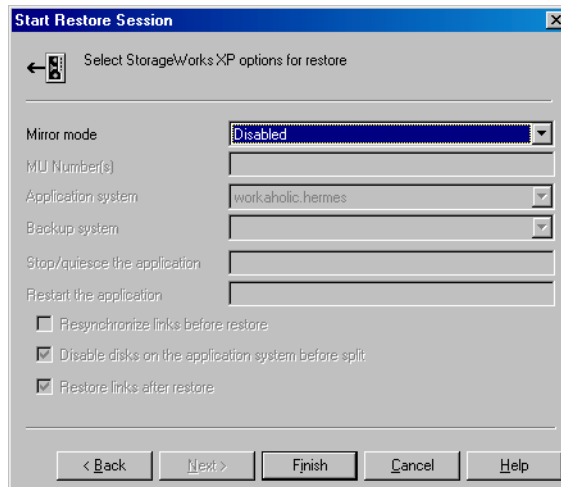 Start Restore Session
Select StorageWorks XP options for restore
Mirror mode Disabled
MU Number(s)
Application system workaholic.hermes
Backup system
Stop/quiesce the application
Restart the application
Resynchronize links before restore
Disable disks on the application system before split
Restore links after restore
< Back Next > Finish Cancel Help